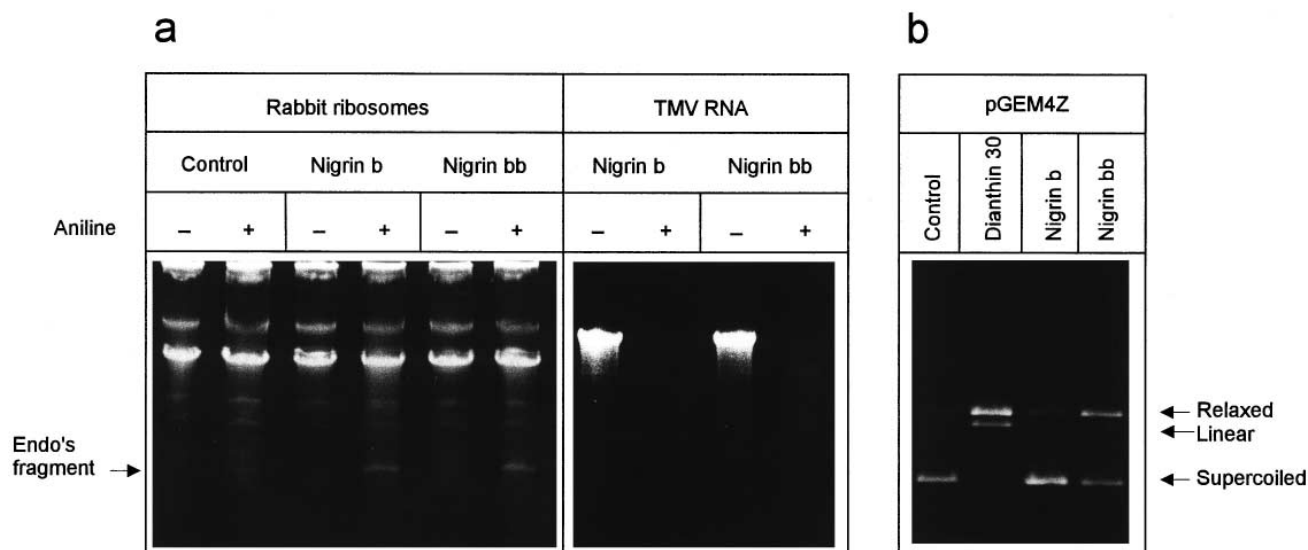 a
Rabbit ribosomes
TMV RNA
Control
Nigrin b
Nigrin bb
Nigrin b
Nigrin bb
Aniline
– + – + – + – + – +
Endo's
fragment
b
pGEM4Z
Control
Dianthin 30
Nigrin b
Nigrin bb
Relaxed
Linear
Supercoiled